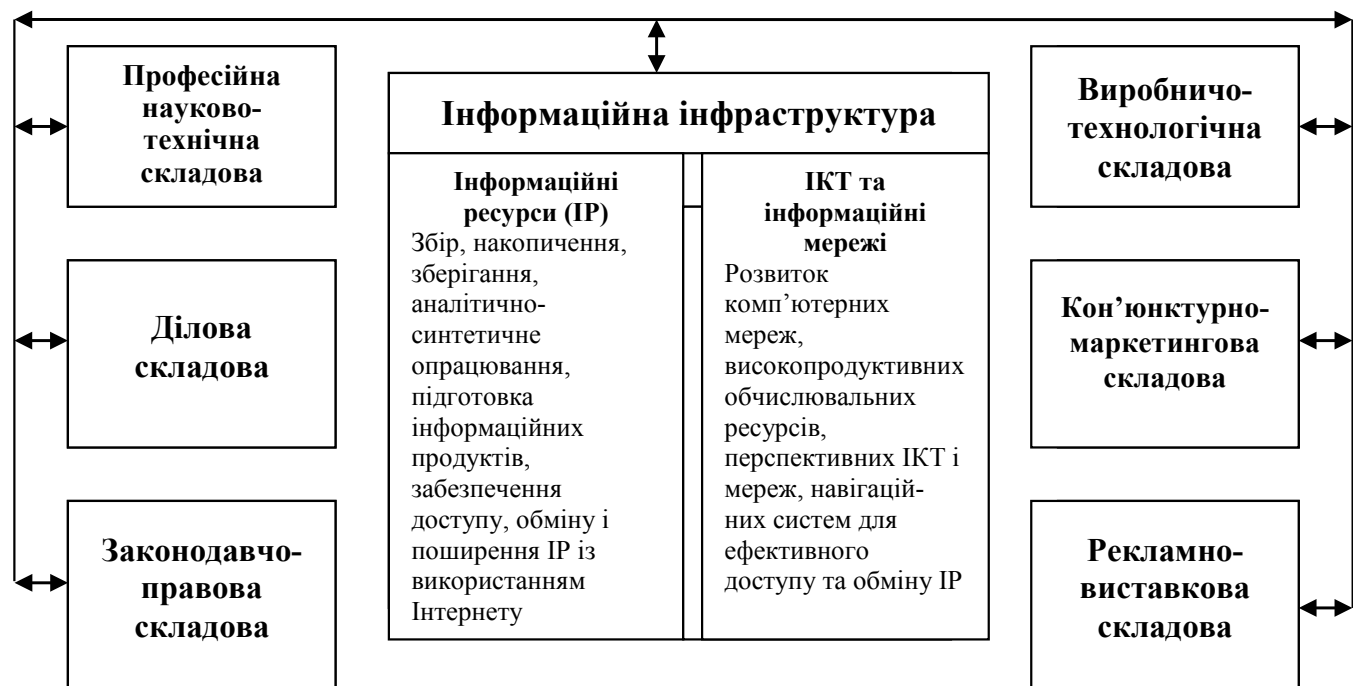 Професійна
науково-
технічна
складова
Ділова
складова
Законодавчо-
правова
складова
Інформаційна інфраструктура
Інформаційні
ресурси (ІР)
Збір, накопичення,
зберігання,
аналітично-
синтетичне
опрацювання,
підготовка
інформаційних
продуктів,
забезпечення
доступу, обміну і
поширення ІР із
використанням
Інтернету
ІКТ та
інформаційні
мережі
Розвиток
комп’ютерних
мереж,
високопродуктивних
обчислювальних
ресурсів,
перспективних ІКТ і
мереж, навігацій-
них систем для
ефективного
доступу та обміну ІР
Виробничо-
технологічна
складова
Кон’юнктурно-
маркетингова
складова
Рекламно-
виставкова
складова